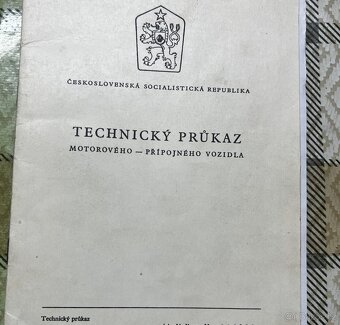 ČESKOSLOVENSKÁ SOCIALISTICKÁ REPUBLIKA
TECHNICKÝ PRŮKAZ
MOTOROVÉHO — PŘÍPOJNÉHO VOZIDLA
Technický průkaz